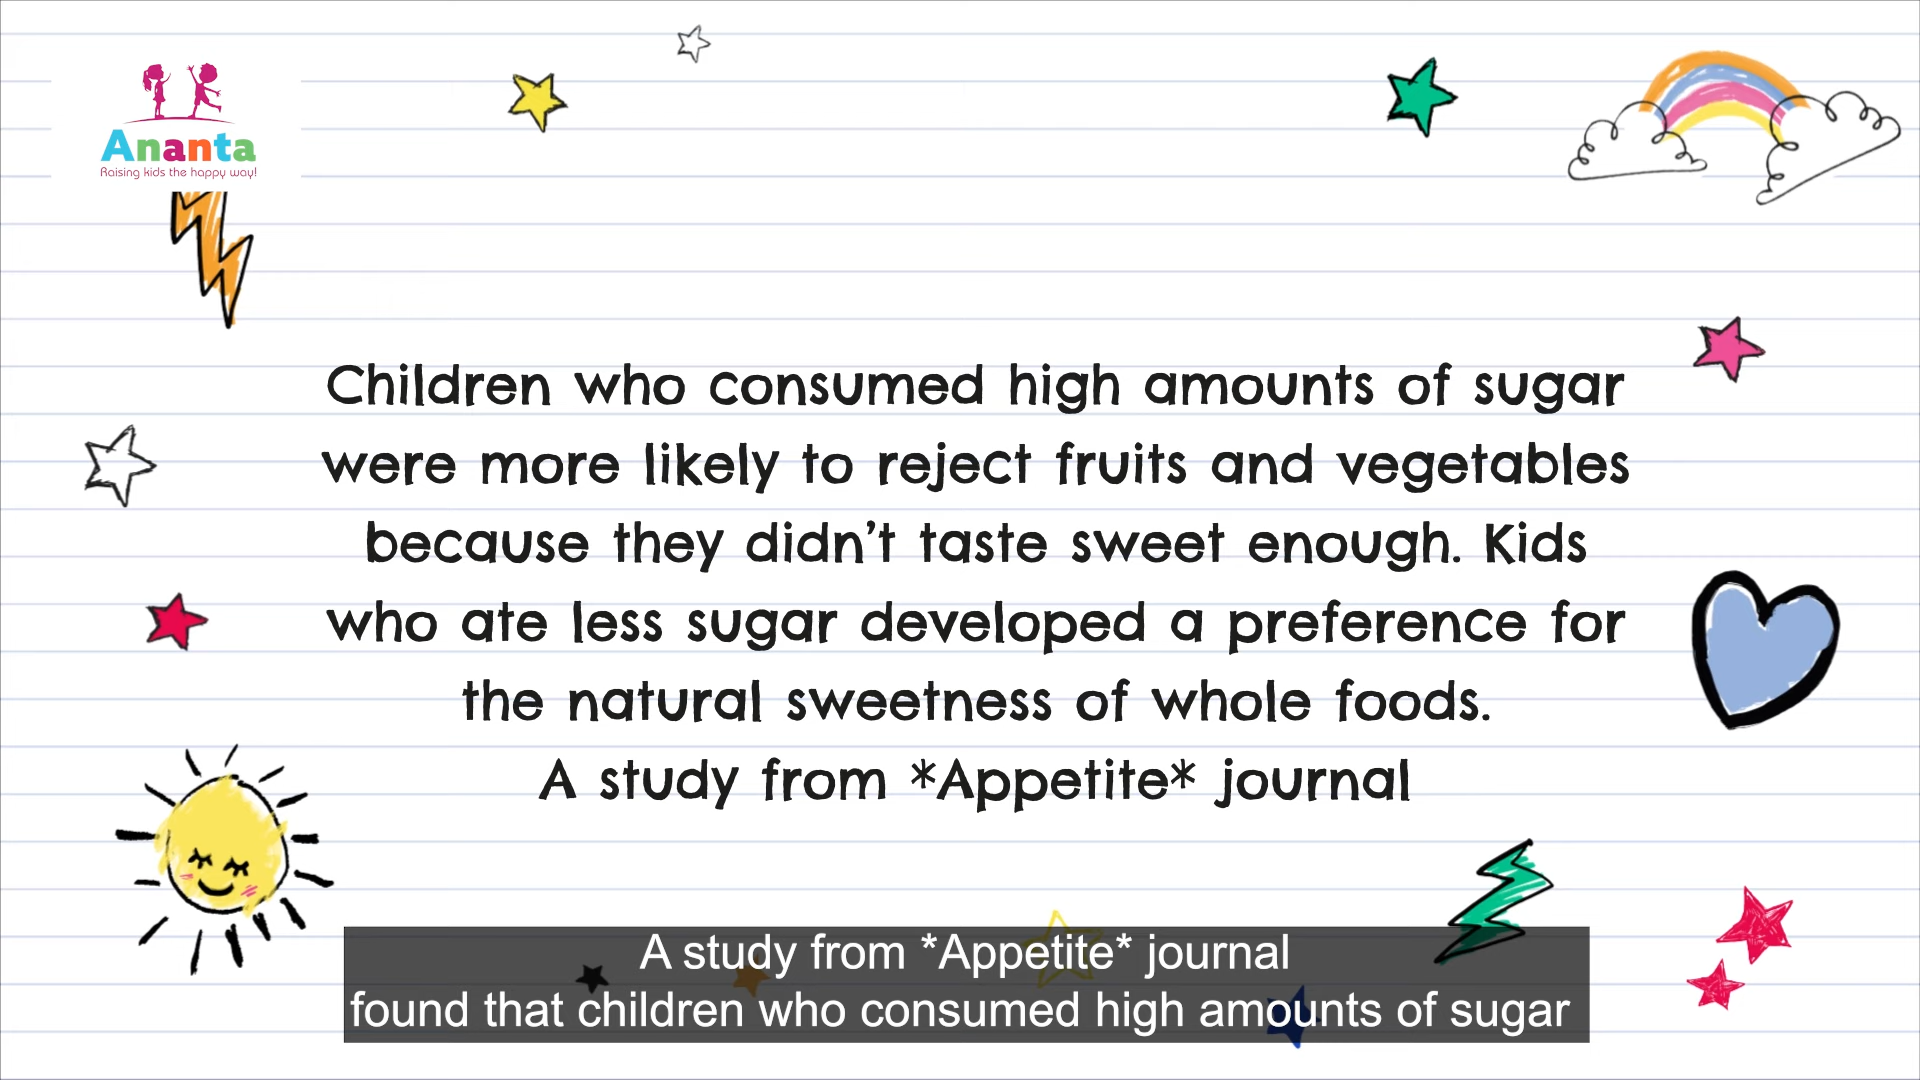 Ananta
Raising kids the happy way!
Children who consumed high amounts of sugar
were more likely to reject fruits and vegetables
because they didn't taste sweet enough. Kids
who ate less sugar developed a preference for
the natural sweetness of whole foods.
A study from *Appetite* journal
A study from *Appetite* journal
found that children who consumed high amounts of sugar